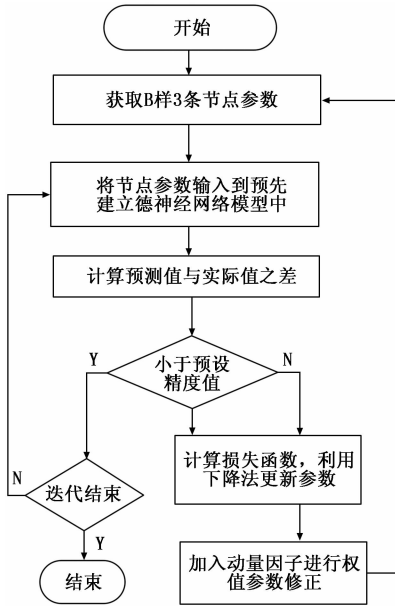 开始
获取B样3条节点参数
将节点参数输入到预先
建立德神经网络模型中
计算预测值与实际值之差
Y
小于预设
精度值
N
计算损失函数，利用
下降法更新参数
N
迭代结束
Y
加入动量因子进行权
值参数修正
结束